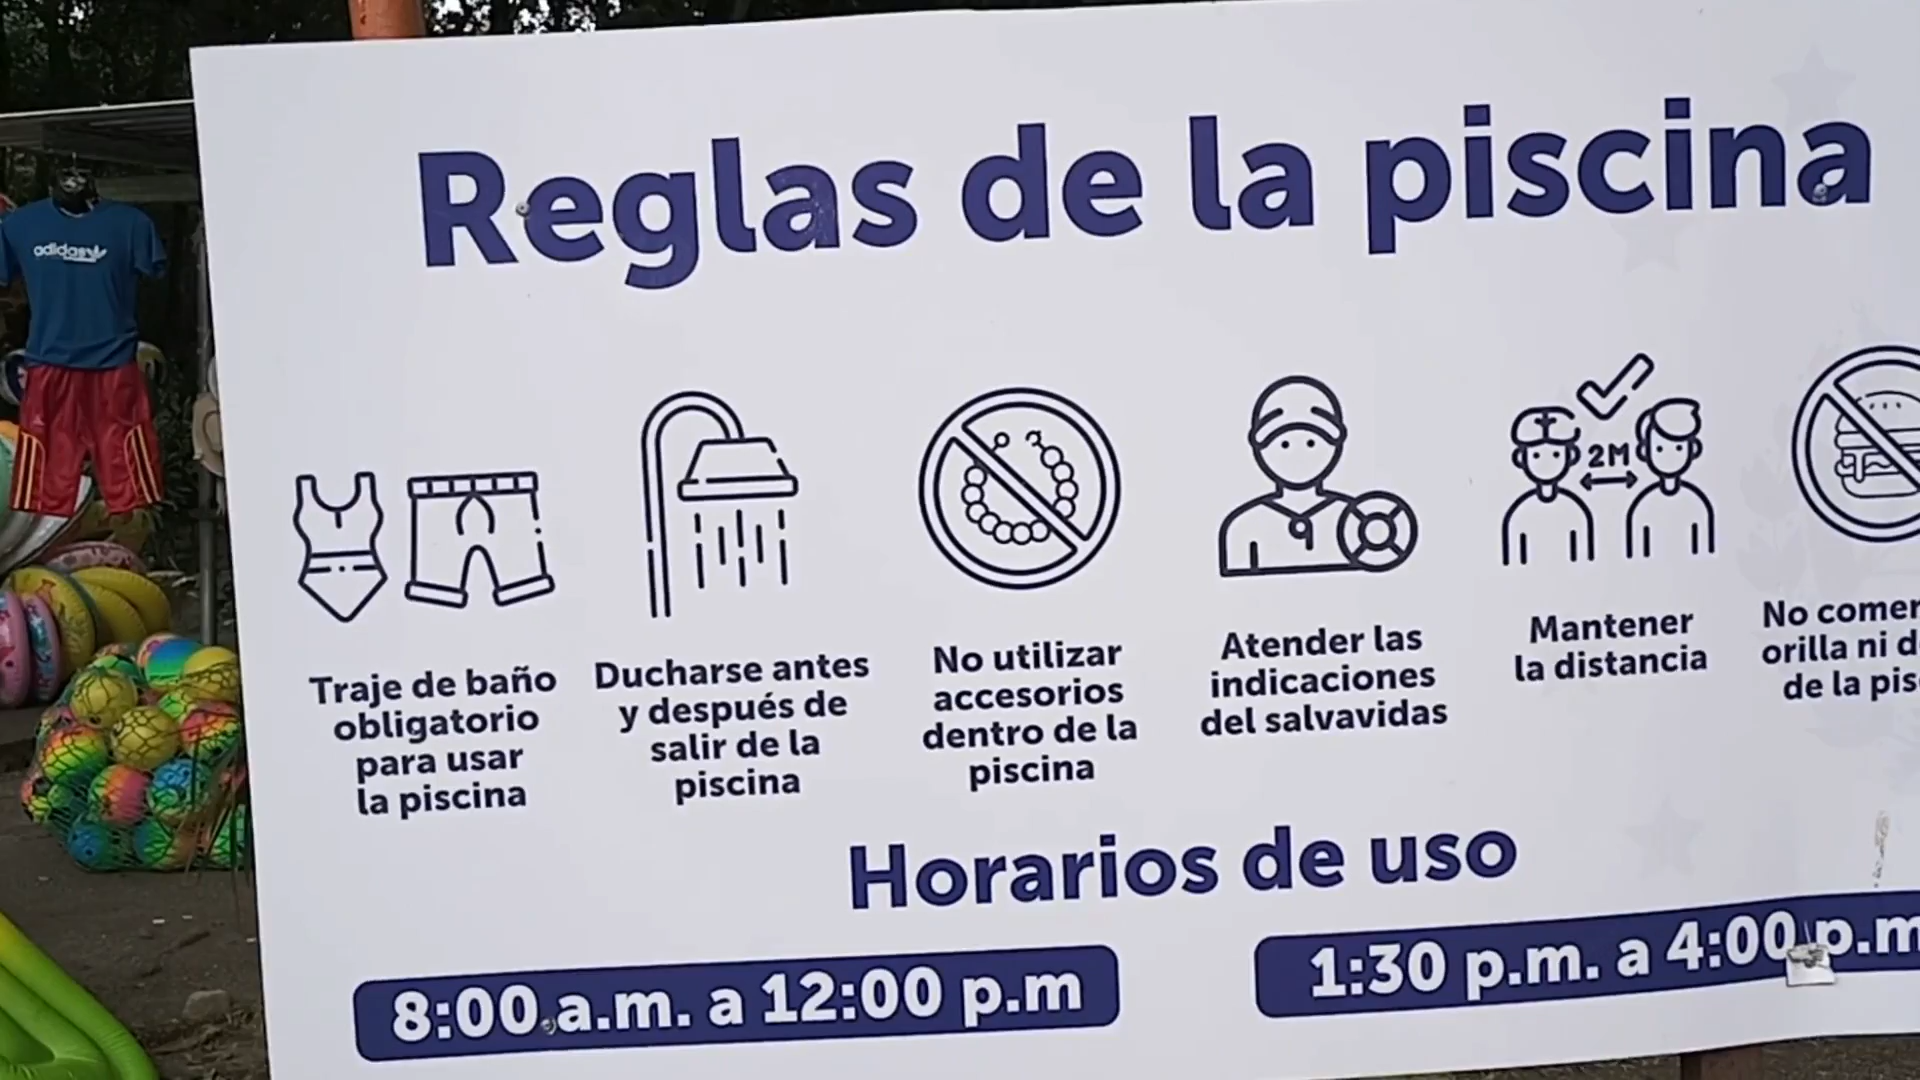 Reglas de la piscina
adidas
2M
Traje de baño
obligatorio
para usar
la piscina
Ducharse antes
y después de
salir de la
piscina
No utilizar
accesorios
dentro de la
piscina
Atender las
indicaciones
del salvavidas
Mantener
la distancia
No comer
orilla ni d
de la pis
Horarios de uso
8:00 a.m. a 12:00 p.m
1:30 p.m. a 4:00 p.m